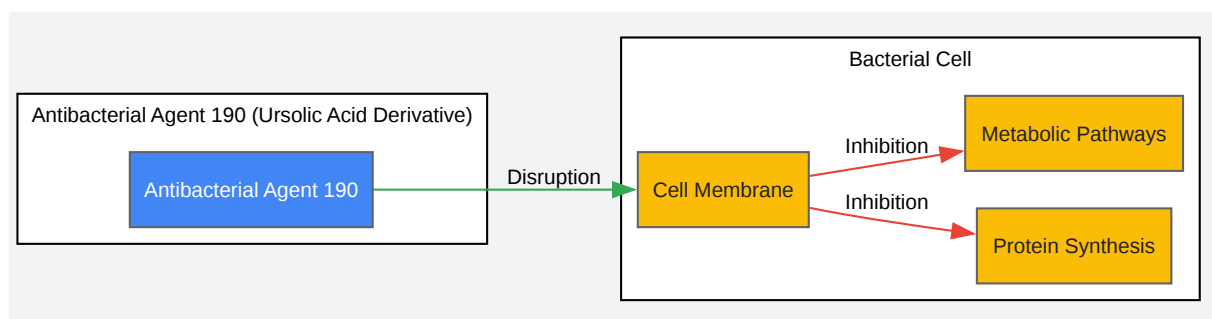 Bacterial Cell
Antibacterial Agent 190 (Ursolic Acid Derivative)
Antibacterial Agent 190
Disruption
Cell Membrane
Inhibition
Metabolic Pathways
Inhibition
Protein Synthesis